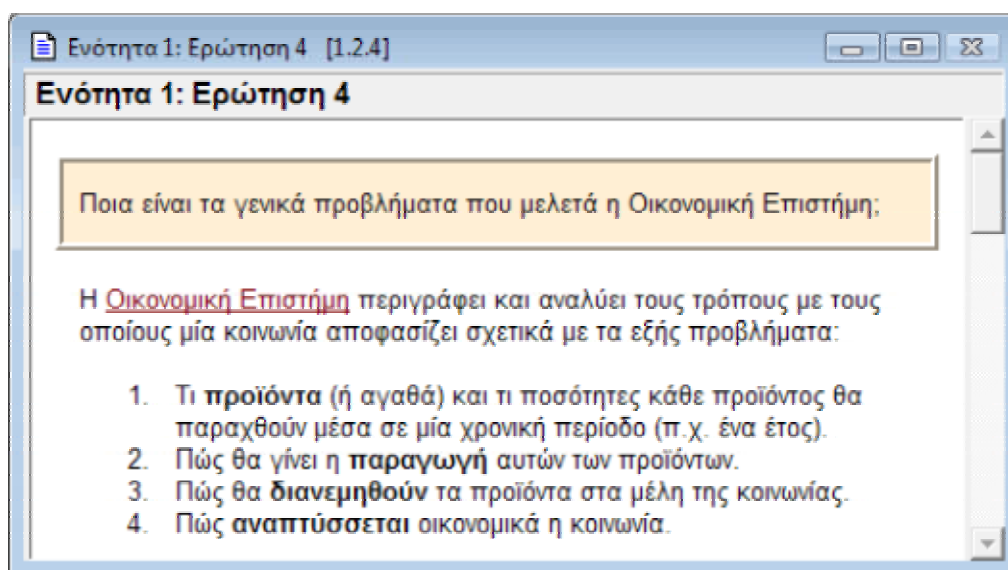 Ενότητα 1: Ερώτηση 4 [1.2.4]
Ενότητα 1: Ερώτηση 4
Ποια είναι τα γενικά προβλήματα που μελετά η Οικονομική Επιστήμη;
Η Οικονομική Επιστήμη περιγράφει και αναλύει τους τρόπους με τους
οποίους μία κοινωνία αποφασίζει σχετικά με τα εξής προβλήματα:
1. Τι προϊόντα (ή αγαθά) και τι ποσότητες κάθε προϊόντος θα
παραχθούν μέσα σε μία χρονική περίοδο (π.χ. ένα έτος).
2. Πώς θα γίνει η παραγωγή αυτών των προϊόντων.
3. Πώς θα διανεμηθούν τα προϊόντα στα μέλη της κοινωνίας.
4. Πώς αναπτύσσεται οικονομικά η κοινωνία.